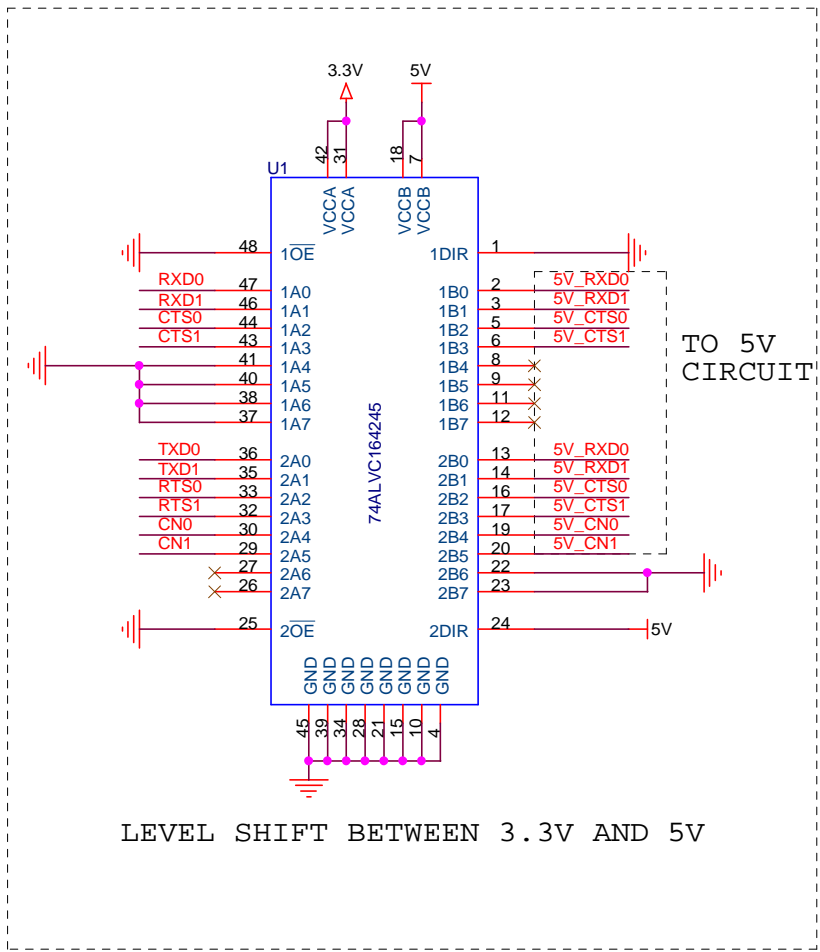 3.3V 5V
42 31 18 7
U1
VCCA VCCA VCCB VCCB
48 1OE 1DIR 1
RXD0 47 1A0 1B0 2 5V_RXD0
RXD1 46 1A1 1B1 3 5V_RXD1
CTS0 44 1A2 1B2 5 5V_CTS0
CTS1 43 1A3 1B3 6 5V_CTS1
41 1A4 1B4 8
40 1A5 1B5 9
38 1A6 1B6 11
37 1A7 1B7 12
TO 5V
CIRCUIT
74ALVC164245
TXD0 36 2A0 2B0 13 5V_RXD0
TXD1 35 2A1 2B1 14 5V_RXD1
RTS0 33 2A2 2B2 16 5V_CTS0
RTS1 32 2A3 2B3 17 5V_CTS1
CN0 30 2A4 2B4 19 5V_CN0
CN1 29 2A5 2B5 20 5V_CN1
27 2A6 2B6 22
26 2A7 2B7 23
25 2OE 2DIR 24 5V
GND GND GND GND GND GND GND GND
45 39 34 28 21 15 10 4
LEVEL SHIFT BETWEEN 3.3V AND 5V